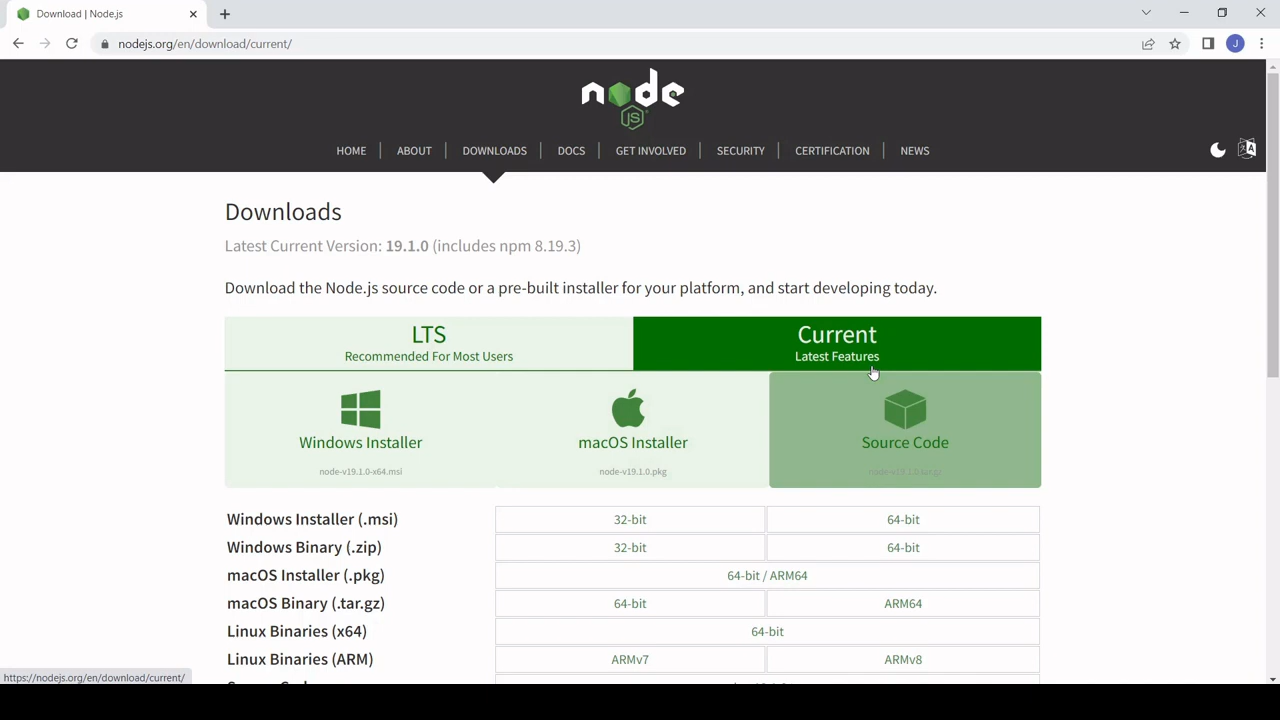 Download | Node.js
nodejs.org/en/download/current/
J
node
JS
HOME
ABOUT
DOWNLOADS
DOCS
GET INVOLVED
SECURITY
CERTIFICATION
NEWS
Downloads
Latest Current Version: 19.1.0 (includes npm 8.19.3)
Download the Node.js source code or a pre-built installer for your platform, and start developing today.
LTS
Recommended For Most Users
Current
Latest Features
Windows Installer
node-v19.1.0-x64.msi
macOS Installer
node-v19.1.0.pkg
Source Code
node-v19.1.0.tar.gz
Windows Installer (.msi) 32-bit 64-bit
Windows Binary (.zip) 32-bit 64-bit
macOS Installer (.pkg) 64-bit / ARM64
macOS Binary (.tar.gz) 64-bit ARM64
Linux Binaries (x64) 64-bit
Linux Binaries (ARM) ARMv7 ARMv8
https://nodejs.org/en/download/current/